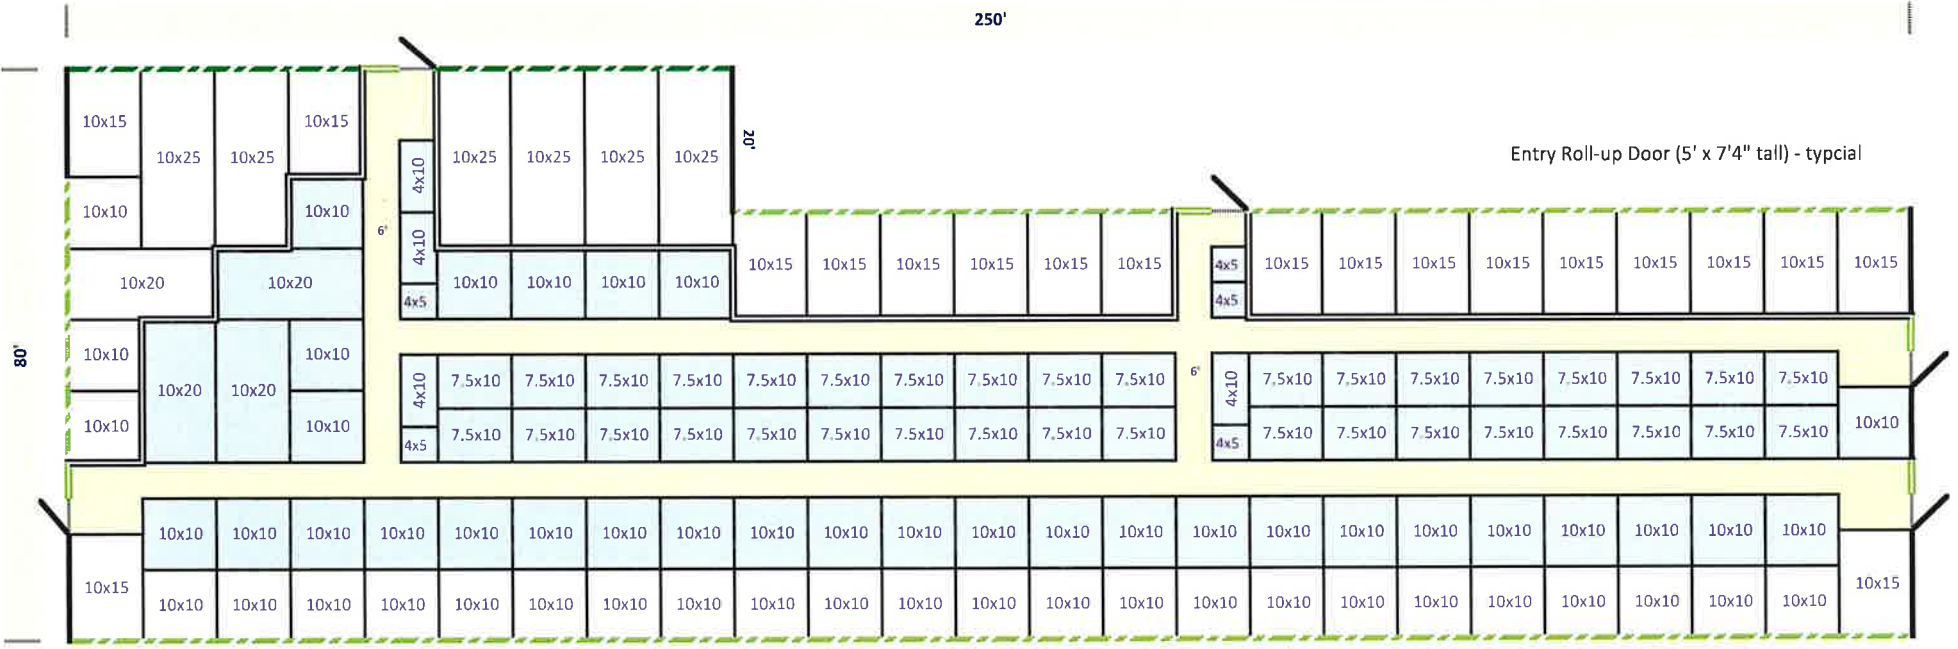 250'
10x15 10x15
20'
Entry Roll-up Door (5' x 7'4" tall) - typcial
10x25 10x25 4x10 10x25 10x25 10x25 10x25
10x10 10x10
6'
4x10
10x15 10x15 10x15 10x15 10x15 10x15 4x5 10x15 10x15 10x15 10x15 10x15 10x15 10x15 10x15 10x15
10x20 10x20 10x10 10x10 10x10 10x10
4x5 4x5
80'
10x10 10x10
6'
4x10 7.5x10 7.5x10 7.5x10 7.5x10 7.5x10 7.5x10 7.5x10 7.5x10 7.5x10 7.5x10 4x10 7.5x10 7.5x10 7.5x10 7.5x10 7.5x10 7.5x10 7.5x10 7.5x10
10x20 10x20
10x10
10x10 10x10
4x5 7.5x10 7.5x10 7.5x10 7.5x10 7.5x10 7.5x10 7.5x10 7.5x10 7.5x10 7.5x10 4x5 7.5x10 7.5x10 7.5x10 7.5x10 7.5x10 7.5x10 7.5x10 7.5x10
10x10 10x10 10x10 10x10 10x10 10x10 10x10 10x10 10x10 10x10 10x10 10x10 10x10 10x10 10x10 10x10 10x10 10x10 10x10 10x10 10x10 10x10 10x10
10x15 10x15
10x10 10x10 10x10 10x10 10x10 10x10 10x10 10x10 10x10 10x10 10x10 10x10 10x10 10x10 10x10 10x10 10x10 10x10 10x10 10x10 10x10 10x10 10x10